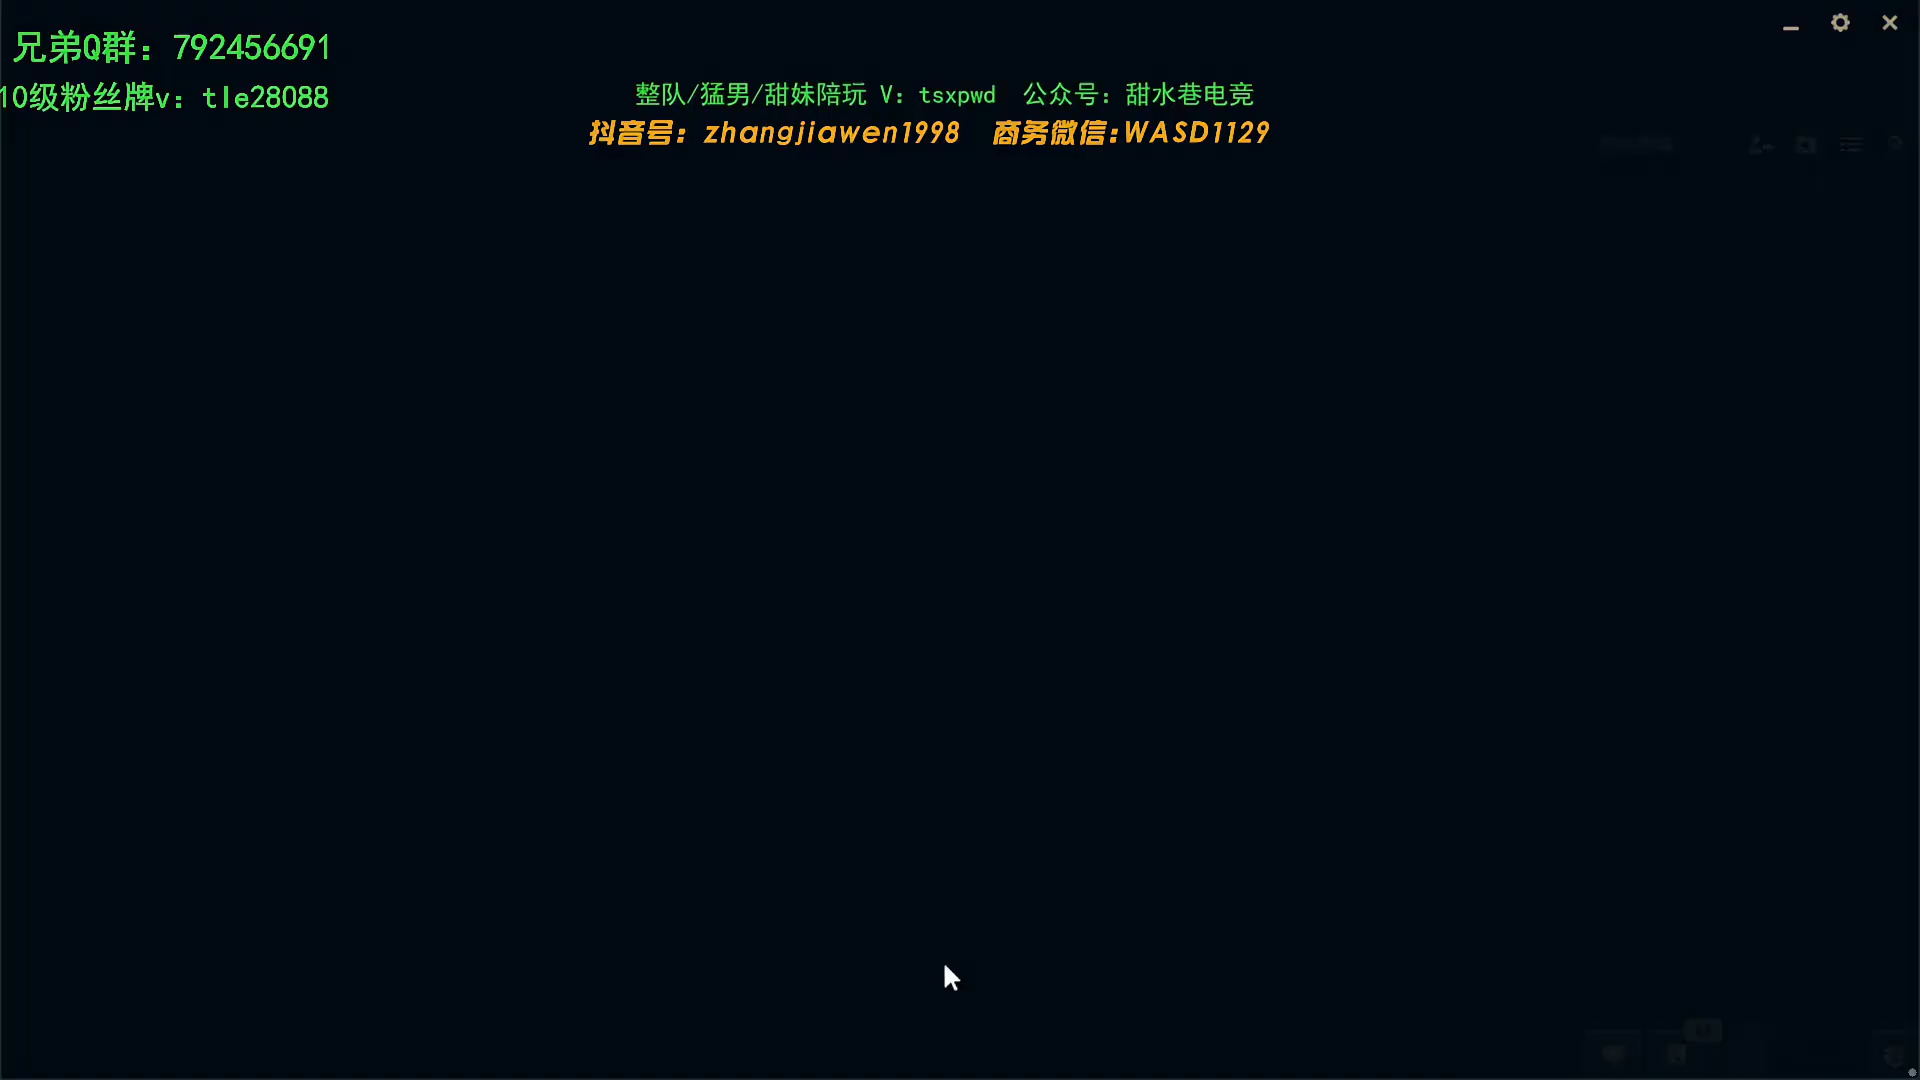 兄弟Q群：792456691
10级粉丝牌v：tle28088
整队/猛男/甜妹陪玩 V：tsxpwd 公众号：甜水巷电竞
抖音号：zhangjiawen1998 商务微信:WASD1129